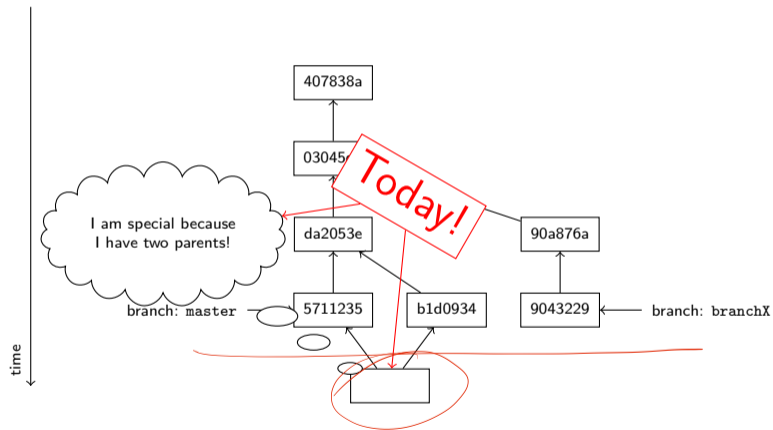 407838a
03045
Today!
I am special because
I have two parents!
da2053e
90a876a
branch: master
5711235
b1d0934
9043229
branch: branchX
time